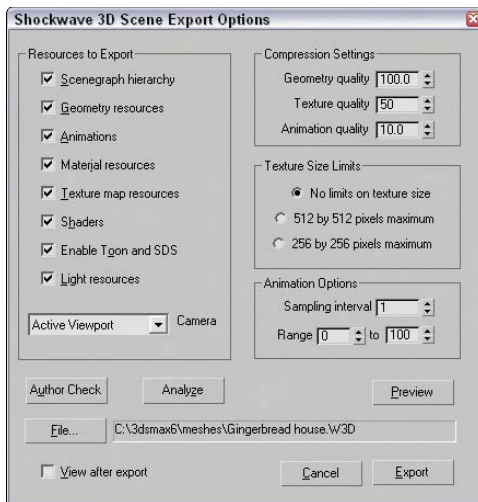 Shockwave 3D Scene Export Options
Resources to Export
Scenegraph hierarchy
Geometry resources
Animations
Material resources
Texture map resources
Shaders
Enable Toon and SDS
Light resources
Active Viewport Camera
Compression Settings
Geometry quality 100.0
Texture quality 50
Animation quality 10.0
Texture Size Limits
No limits on texture size
512 by 512 pixels maximum
256 by 256 pixels maximum
Animation Options
Sampling interval 1
Range 0 to 100
Author Check Analyze Preview
File... C:\3dsmax6\meshes\Gingerbread house.W3D
View after export Cancel Export